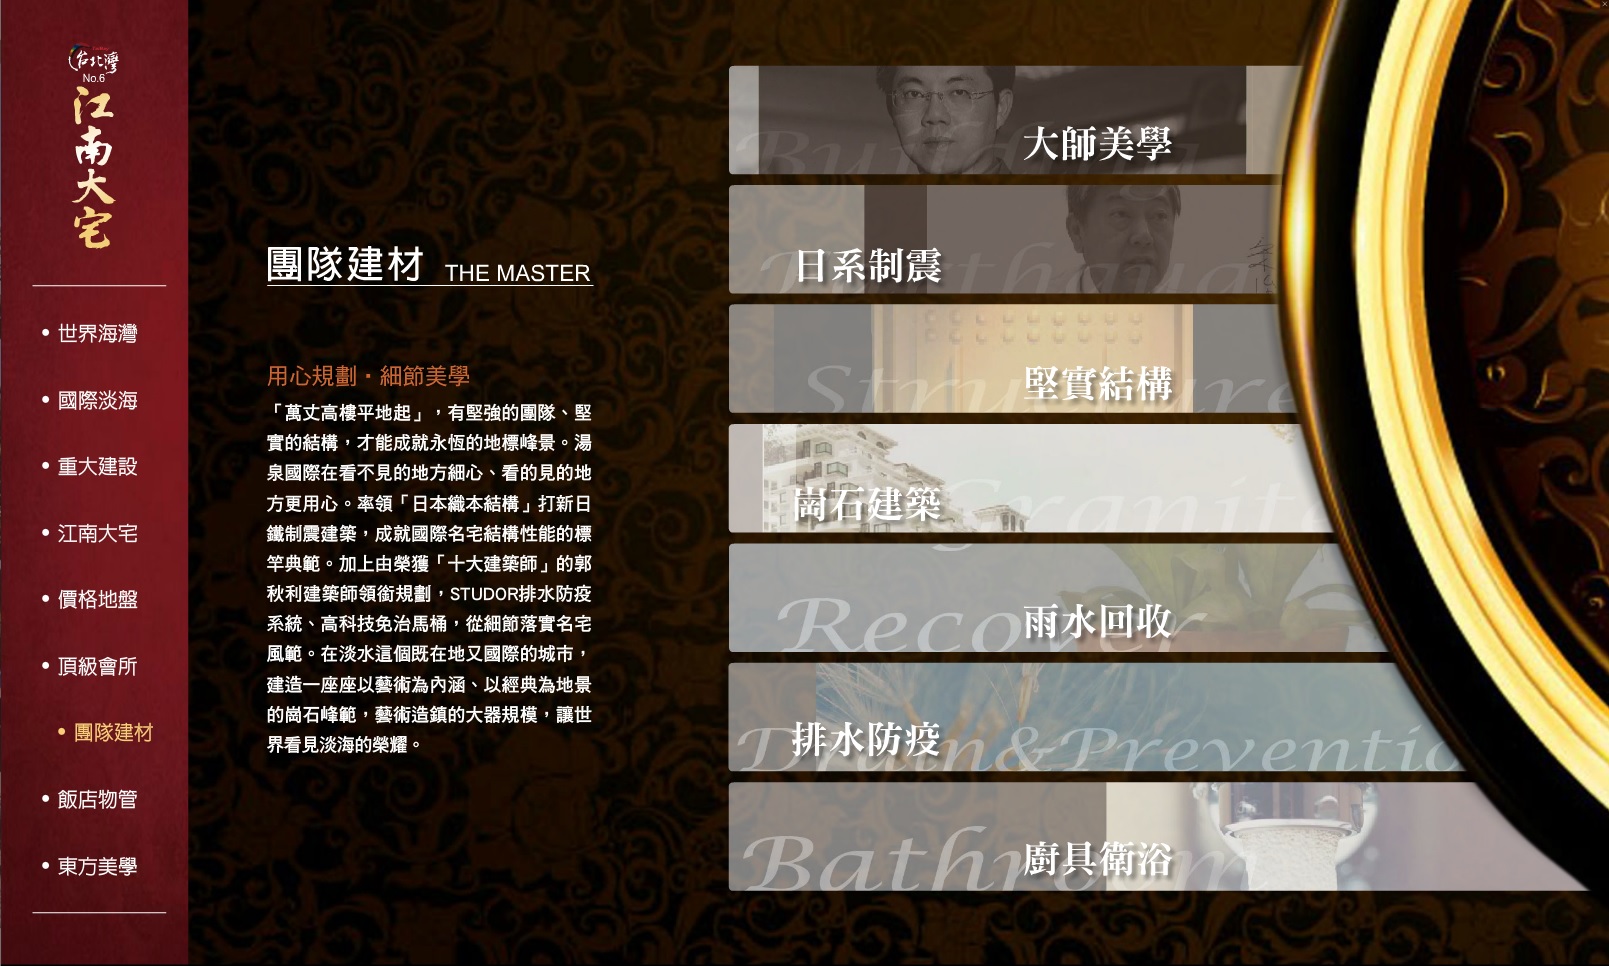 台北灣
No.6
江南大宅
世界海灣
國際淡海
重大建設
江南大宅
價格地盤
頂級會所
團隊建材
飯店物管
東方美學
團隊建材 THE MASTER
用心規劃・細節美學
「萬丈高樓平地起」，有堅強的團隊、堅
實的結構，才能成就永恆的地標峰景。湯
泉國際在看不見的地方細心、看的見的地
方更用心。率領「日本織本結構」打新日
鐵制震建築，成就國際名宅結構性能的標
竿典範。加上由榮獲「十大建築師」的郭
秋利建築師領銜規劃，STUDOR排水防疫
系統、高科技免治馬桶，從細節落實名宅
風範。在淡水這個既在地又國際的城市，
建造一座座以藝術為內涵、以經典為地景
的崗石峰範，藝術造鎮的大器規模，讓世
界看見淡海的榮耀。
大師美學
日系制震
Structure
堅實結構
Granit
崗石建築
Recover
雨水回收
Drain&Preventio
排水防疫
Bathroom
廚具衛浴